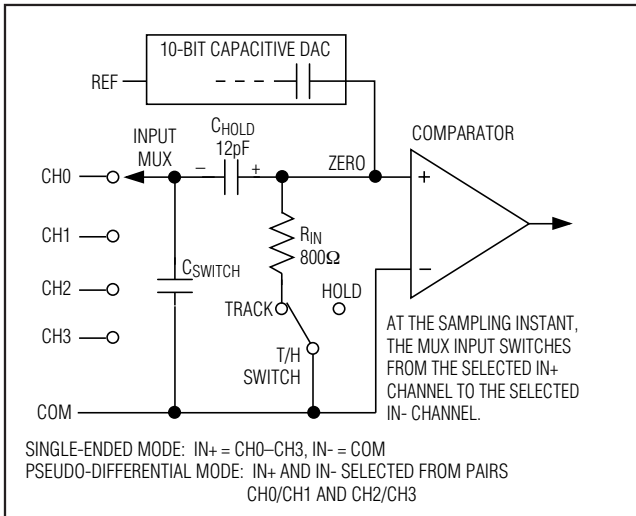 10-BIT CAPACITIVE DAC
REF
INPUT
MUX
CHOLD
12pF
– +
ZERO
COMPARATOR
+
–
CH0
CH1
CH2
CH3
CSWITCH
RIN
800Ω
TRACK
HOLD
T/H
SWITCH
COM
AT THE SAMPLING INSTANT,
THE MUX INPUT SWITCHES
FROM THE SELECTED IN+
CHANNEL TO THE SELECTED
IN- CHANNEL.
SINGLE-ENDED MODE: IN+ = CH0–CH3, IN- = COM
PSEUDO-DIFFERENTIAL MODE: IN+ AND IN- SELECTED FROM PAIRS
CH0/CH1 AND CH2/CH3